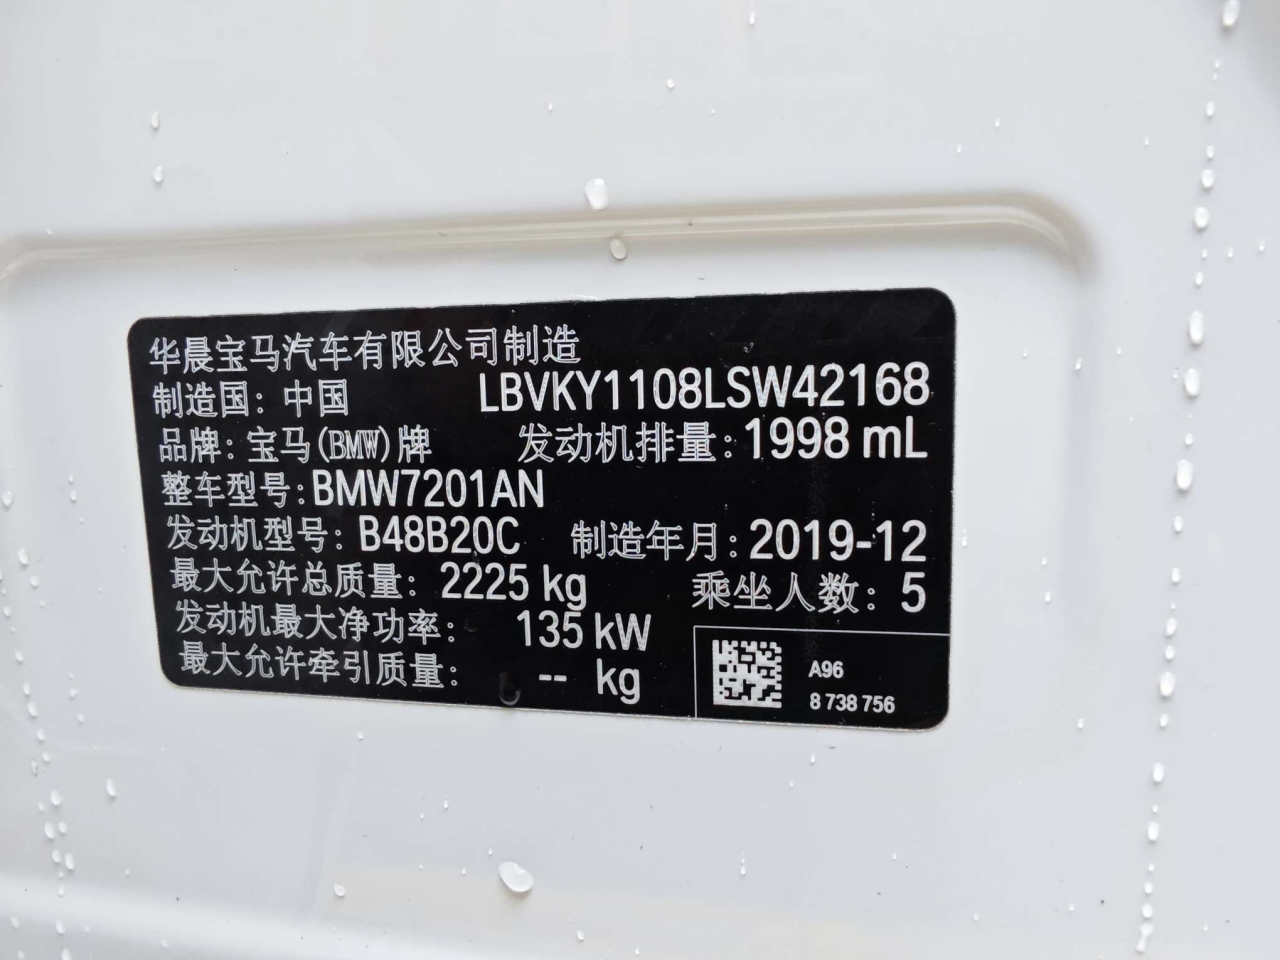 华晨宝马汽车有限公司制造
制造国：中国 LBVKY1108LSW42168
品牌：宝马(BMW)牌 发动机排量：1998 mL
整车型号：BMW7201AN
发动机型号：B48B20C 制造年月：2019-12
最大允许总质量：2225 kg 乘坐人数：5
发动机最大净功率：135 kW
最大允许牵引质量：-- kg
A96
8 738 756